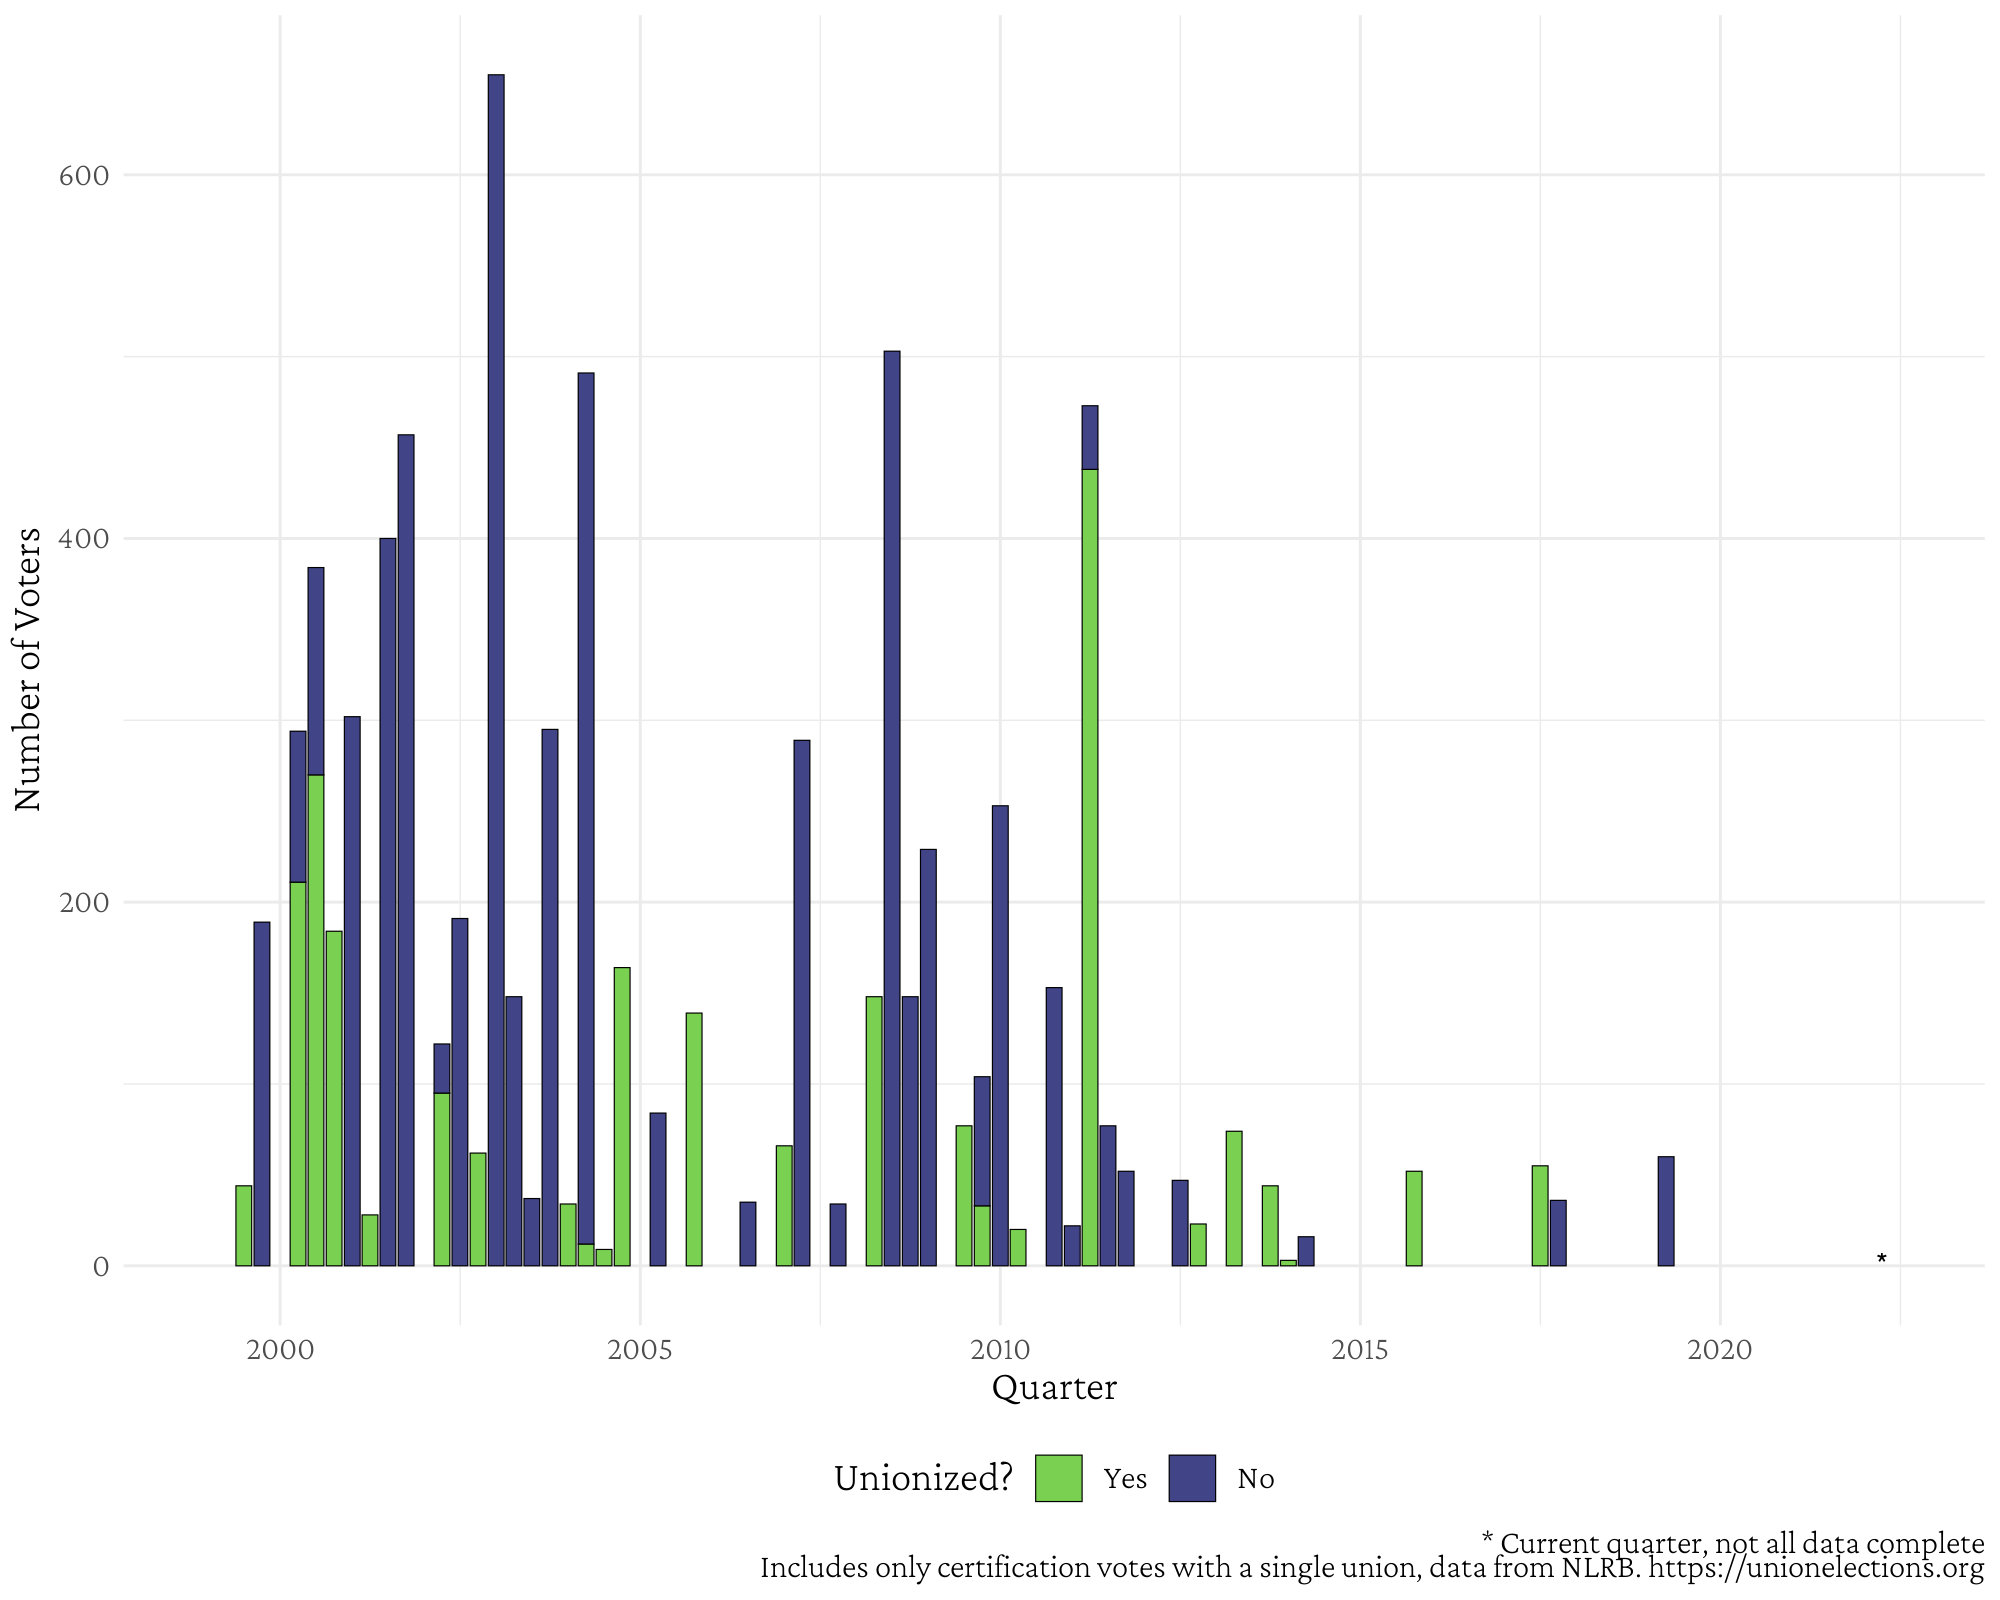 600
400
200
0
Number of Voters
*
2000 2005 2010 2015 2020
Quarter
Unionized? Yes No
* Current quarter, not all data complete
Includes only certification votes with a single union, data from NLRB. https://unionelections.org